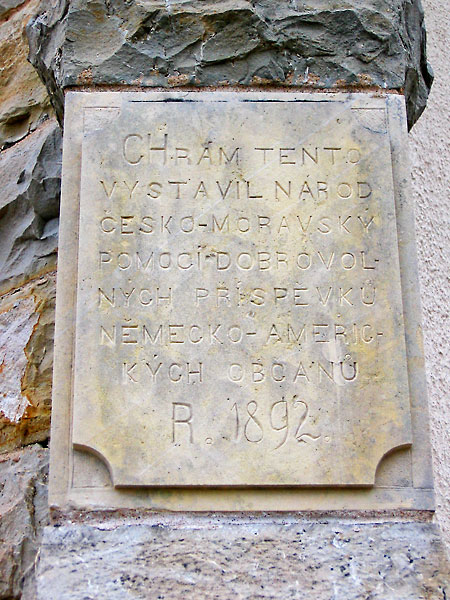 CHRÁM TENTO
VYSTAVIL NÁROD
ČESKO-MORAVSKÝ
POMOCÍ DOBROVOL-
NÝCH PŘÍSPĚVKŮ
NĚMECKO-AMERIC-
KÝCH OBČANŮ
R. 1892.